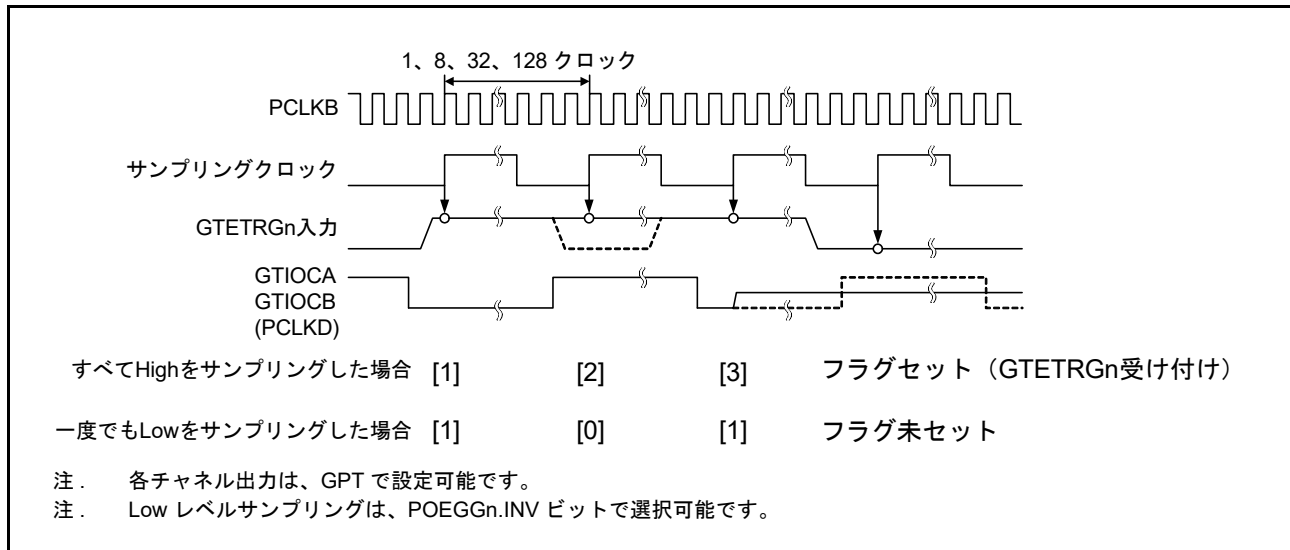 1、8、32、128 クロック
PCLKB
サンプリングクロック
GTETRGn入力
GTIOCA
GTIOCB
(PCLKD)
すべてHighをサンプリングした場合 [1] [2] [3] フラグセット（GTETRGn受け付け）
一度でもLowをサンプリングした場合 [1] [0] [1] フラグ未セット
注 . 各チャネル出力は、GPT で設定可能です。
注 . Low レベルサンプリングは、POEGGn.INV ビットで選択可能です。